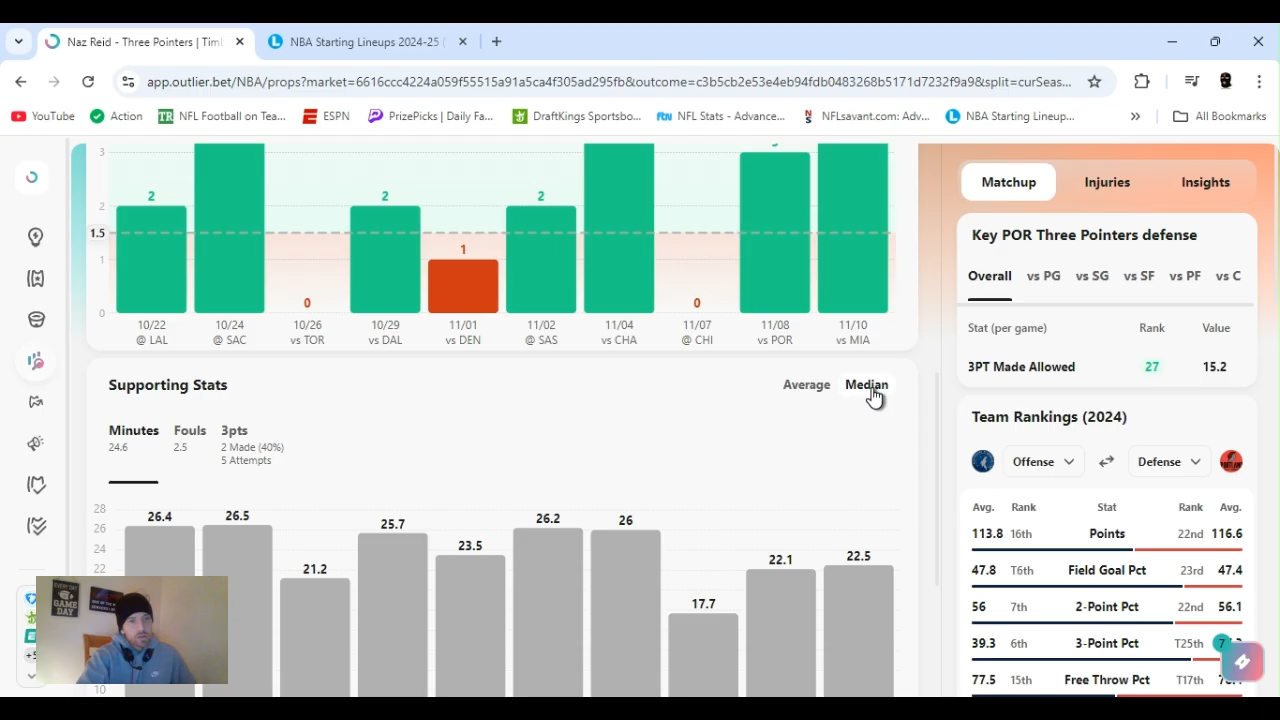 Naz Reid - Three Pointers | Tim
NBA Starting Lineups 2024-25 (
app.outlier.bet/NBA/props?market=6616ccc4224a059f55515a91a5ca4f305ad295fb&outcome=c3b5cb2e53e4eb94fdb0483268b5171d7232f9a9&split=curSeas...
YouTube
Action
NFL Football on Tea...
ESPN
PrizePicks | Daily Fa...
DraftKings Sportsbo...
NFL Stats - Advance...
NFLsavant.com: Adv...
NBA Starting Lineup...
All Bookmarks
3
2
1.5
1
0
2
0
2
1
2
0
10/22 @ LAL
10/24 @ SAC
10/26 vs TOR
10/29 vs DAL
11/01 vs DEN
11/02 @ SAS
11/04 vs CHA
11/07 @ CHI
11/08 vs POR
11/10 vs MIA
Supporting Stats
Average Median
Minutes Fouls 3pts
24.6 2.5 2 Made (40%)
5 Attempts
28
26
24
22
10
26.4
26.5
21.2
25.7
23.5
26.2
26
17.7
22.1
22.5
Matchup Injuries Insights
Key POR Three Pointers defense
Overall vs PG vs SG vs SF vs PF vs C
Stat (per game) Rank Value
3PT Made Allowed 27 15.2
Team Rankings (2024)
Offense Defense
Avg. Rank Stat Rank Avg.
113.8 16th Points 22nd 116.6
47.8 T6th Field Goal Pct 23rd 47.4
56 7th 2-Point Pct 22nd 56.1
39.3 6th 3-Point Pct T25th
77.5 15th Free Throw Pct T17th
GAME
DAY